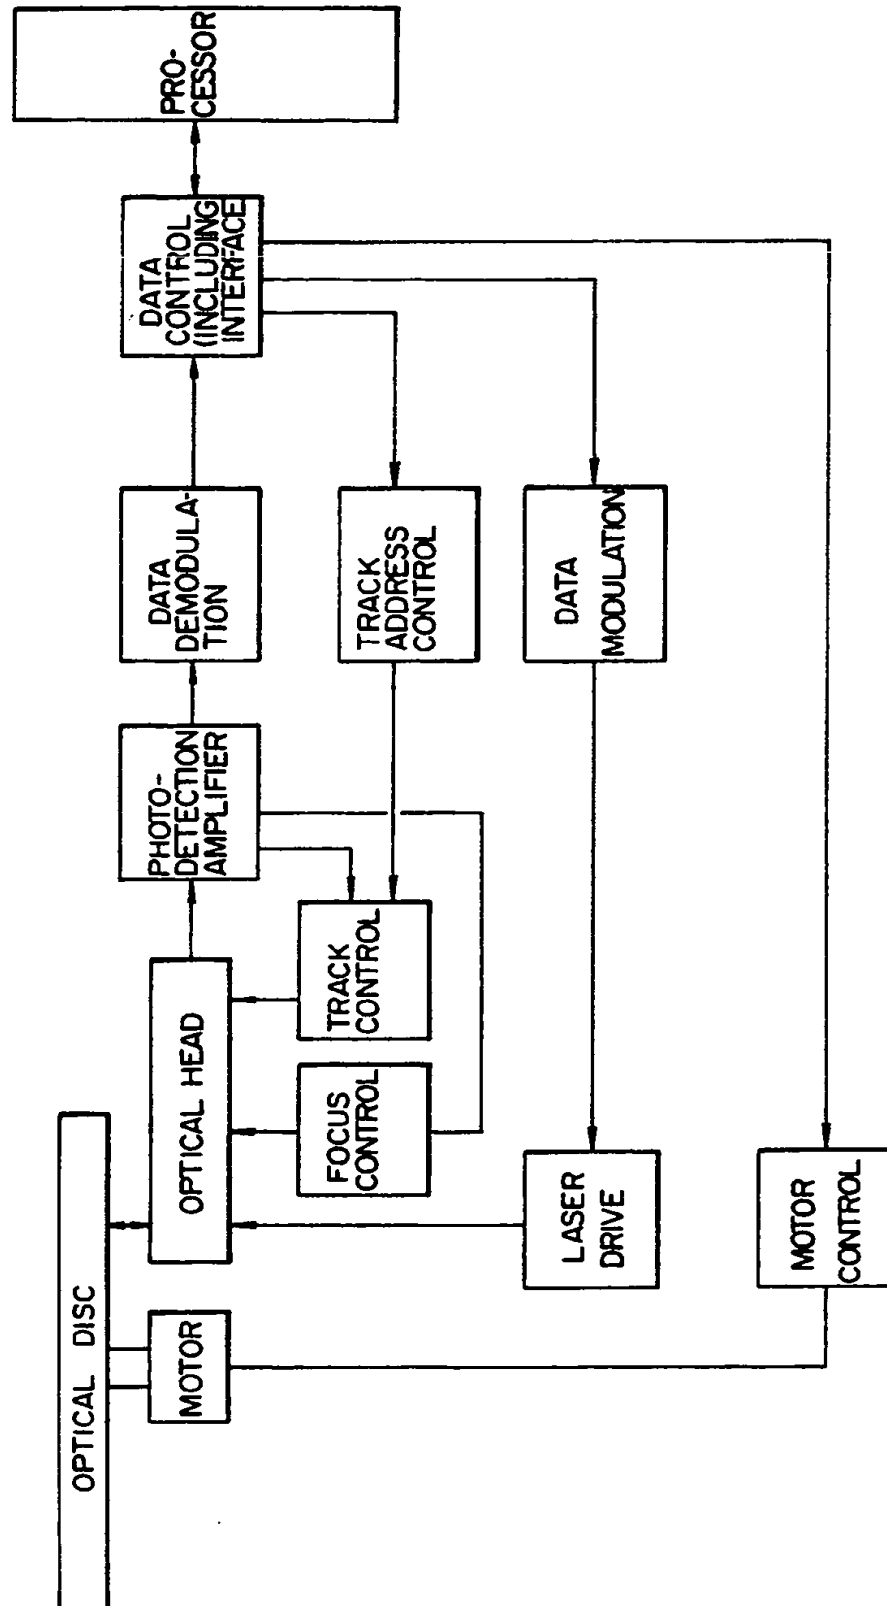 OPTICAL DISC
MOTOR
OPTICAL HEAD
PHOTO-
DETECTION
AMPLIFIER
DATA
DEMODULA-
TION
DATA
CONTROL
(INCLUDING
INTERFACE
PRO-
CESSOR
FOCUS
CONTROL
TRACK
CONTROL
TRACK
ADDRESS
CONTROL
LASER
DRIVE
DATA
MODULATION
MOTOR
CONTROL